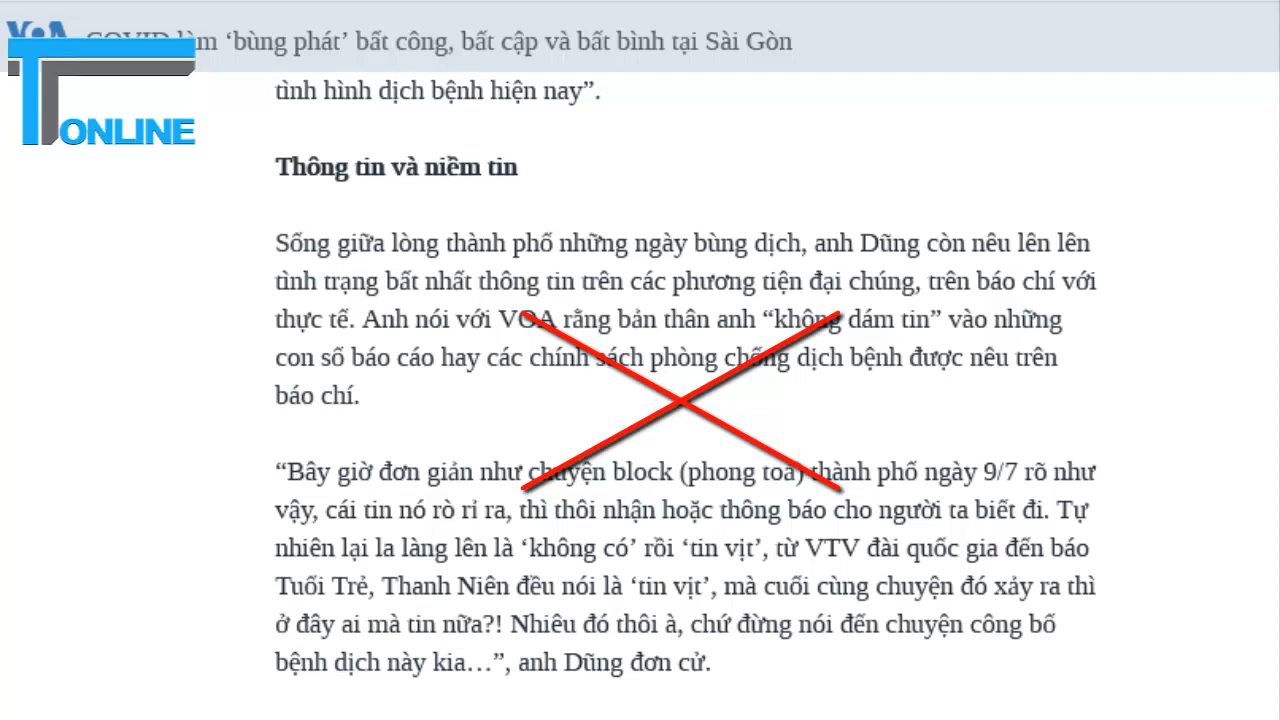 VOA
COVID làm ‘bùng phát’ bất công, bất cập và bất bình tại Sài Gòn
ONLINE
tình hình dịch bệnh hiện nay”.
Thông tin và niềm tin
Sống giữa lòng thành phố những ngày bùng dịch, anh Dũng còn nêu lên lên
tình trạng bất nhất thông tin trên các phương tiện đại chúng, trên báo chí với
thực tế. Anh nói với VOA rằng bản thân anh “không dám tin” vào những
con số báo cáo hay các chính sách phòng chống dịch bệnh được nêu trên
báo chí.
“Bây giờ đơn giản như chuyện block (phong toả) thành phố ngày 9/7 rõ như
vậy, cái tin nó rò rỉ ra, thì thôi nhận hoặc thông báo cho người ta biết đi. Tự
nhiên lại la làng lên là ‘không có’ rồi ‘tin vịt’, từ VTV đài quốc gia đến báo
Tuổi Trẻ, Thanh Niên đều nói là ‘tin vịt’, mà cuối cùng chuyện đó xảy ra thì
ở đây ai mà tin nữa?! Nhiêu đó thôi à, chứ đừng nói đến chuyện công bố
bệnh dịch này kia…”, anh Dũng đơn cử.